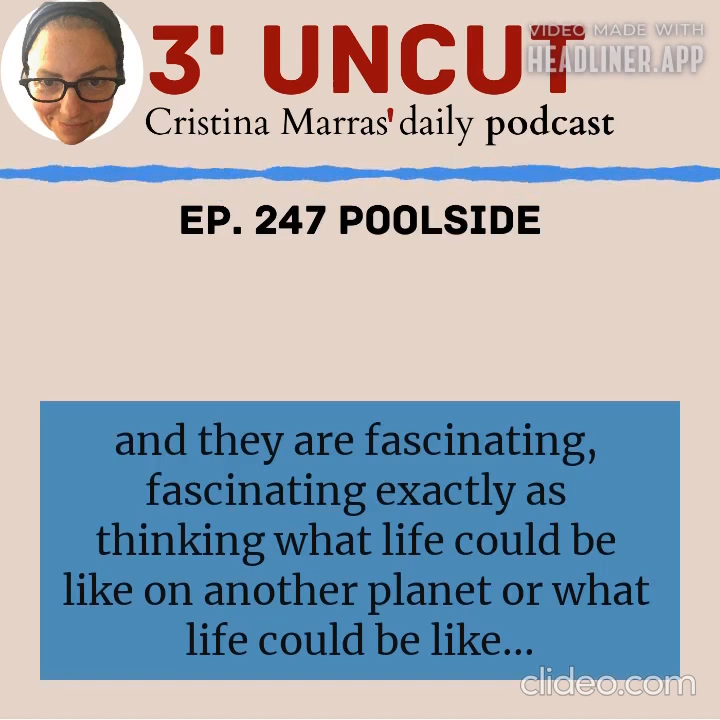 3' UNCUT
VIDEO MADE WITH
HEADLINER.APP
Cristina Marras'daily podcast
EP. 247 POOLSIDE
and they are fascinating,
fascinating exactly as
thinking what life could be
like on another planet or what
life could be like...
clideo.com